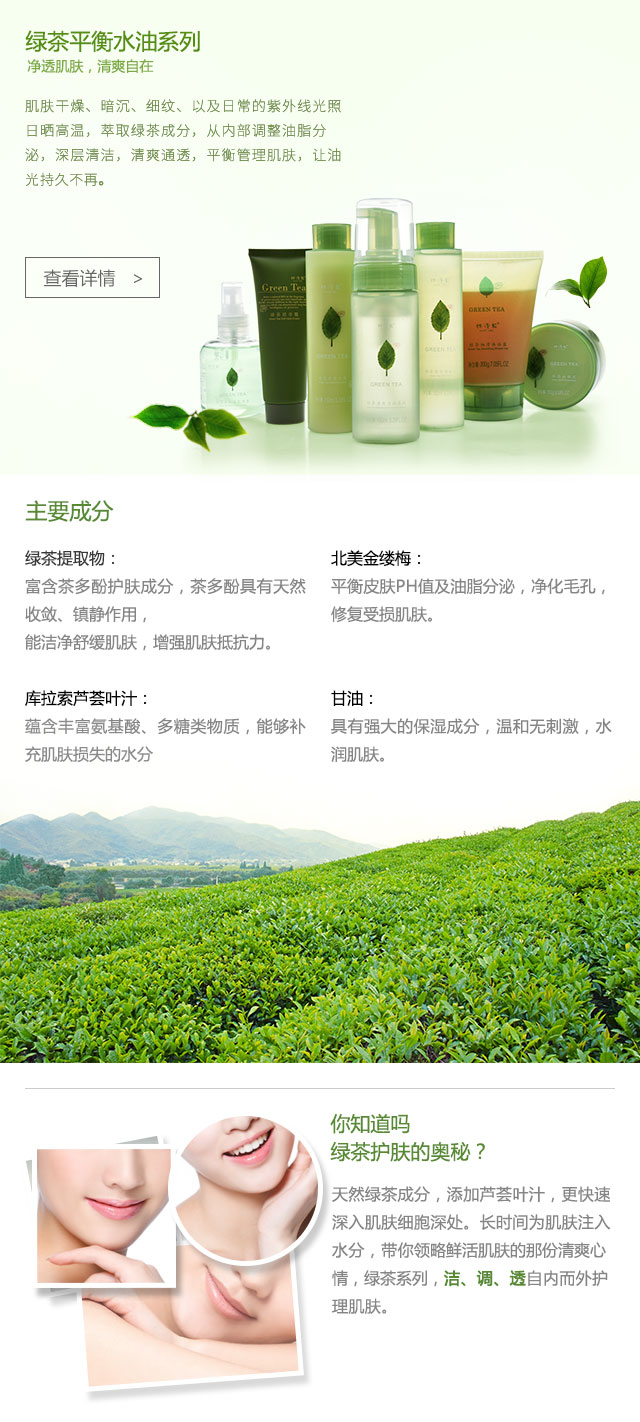 绿茶平衡水油系列
净透肌肤，清爽自在
肌肤干燥、暗沉、细纹、以及日常的紫外线光照
日晒高温，萃取绿茶成分，从内部调整油脂分
泌，深层清洁，清爽通透，平衡管理肌肤，让油
光持久不再。
查看详情 >
Green Tea
GREEN TEA
GREEN TEA
GREEN TEA
GREEN TEA
GREEN TEA
主要成分
绿茶提取物：
富含茶多酚护肤成分，茶多酚具有天然
收敛、镇静作用，
能洁净舒缓肌肤，增强肌肤抵抗力。
北美金缕梅：
平衡皮肤PH值及油脂分泌，净化毛孔，
修复受损肌肤。
库拉索芦荟叶汁：
蕴含丰富氨基酸、多糖类物质，能够补
充肌肤损失的水分
甘油：
具有强大的保湿成分，温和无刺激，水
润肌肤。
你知道吗
绿茶护肤的奥秘？
天然绿茶成分，添加芦荟叶汁，更快速
深入肌肤细胞深处。长时间为肌肤注入
水分，带你领略鲜活肌肤的那份清爽心
情，绿茶系列，洁、调、透自内而外护
理肌肤。